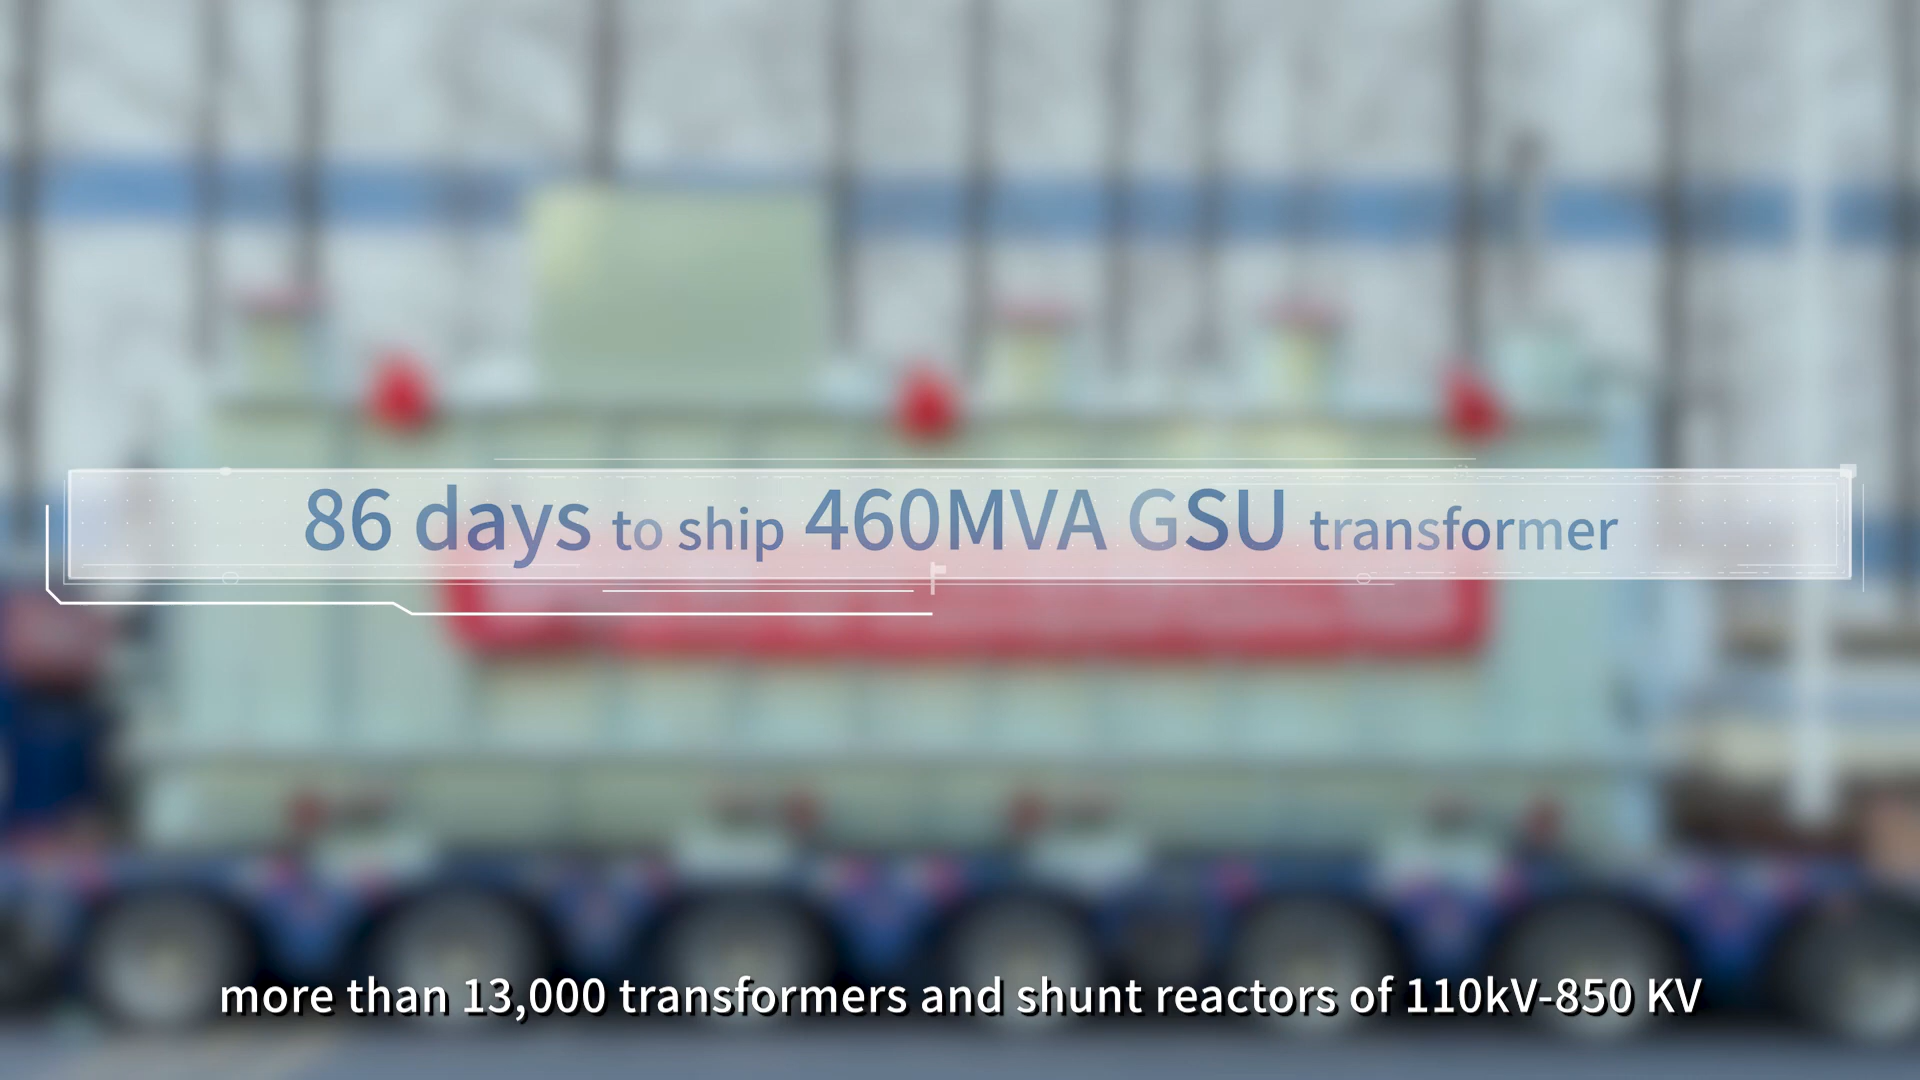 86 days to ship 460MVA GSU transformer
more than 13,000 transformers and shunt reactors of 110kV-850 KV